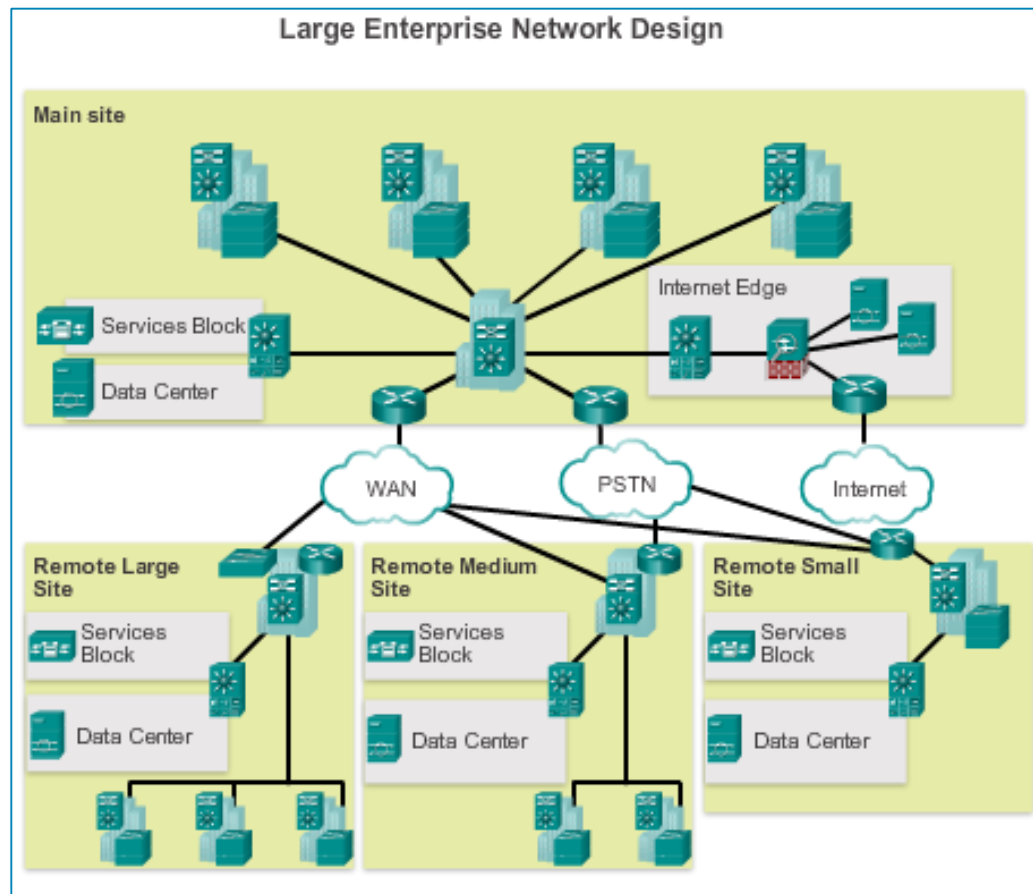 Large Enterprise Network Design
Main site
Internet Edge
Services Block
Data Center
WAN
PSTN
Internet
Remote Large
Site
Services
Block
Data Center
Remote Medium
Site
Services
Block
Data Center
Remote Small
Site
Services
Block
Data Center